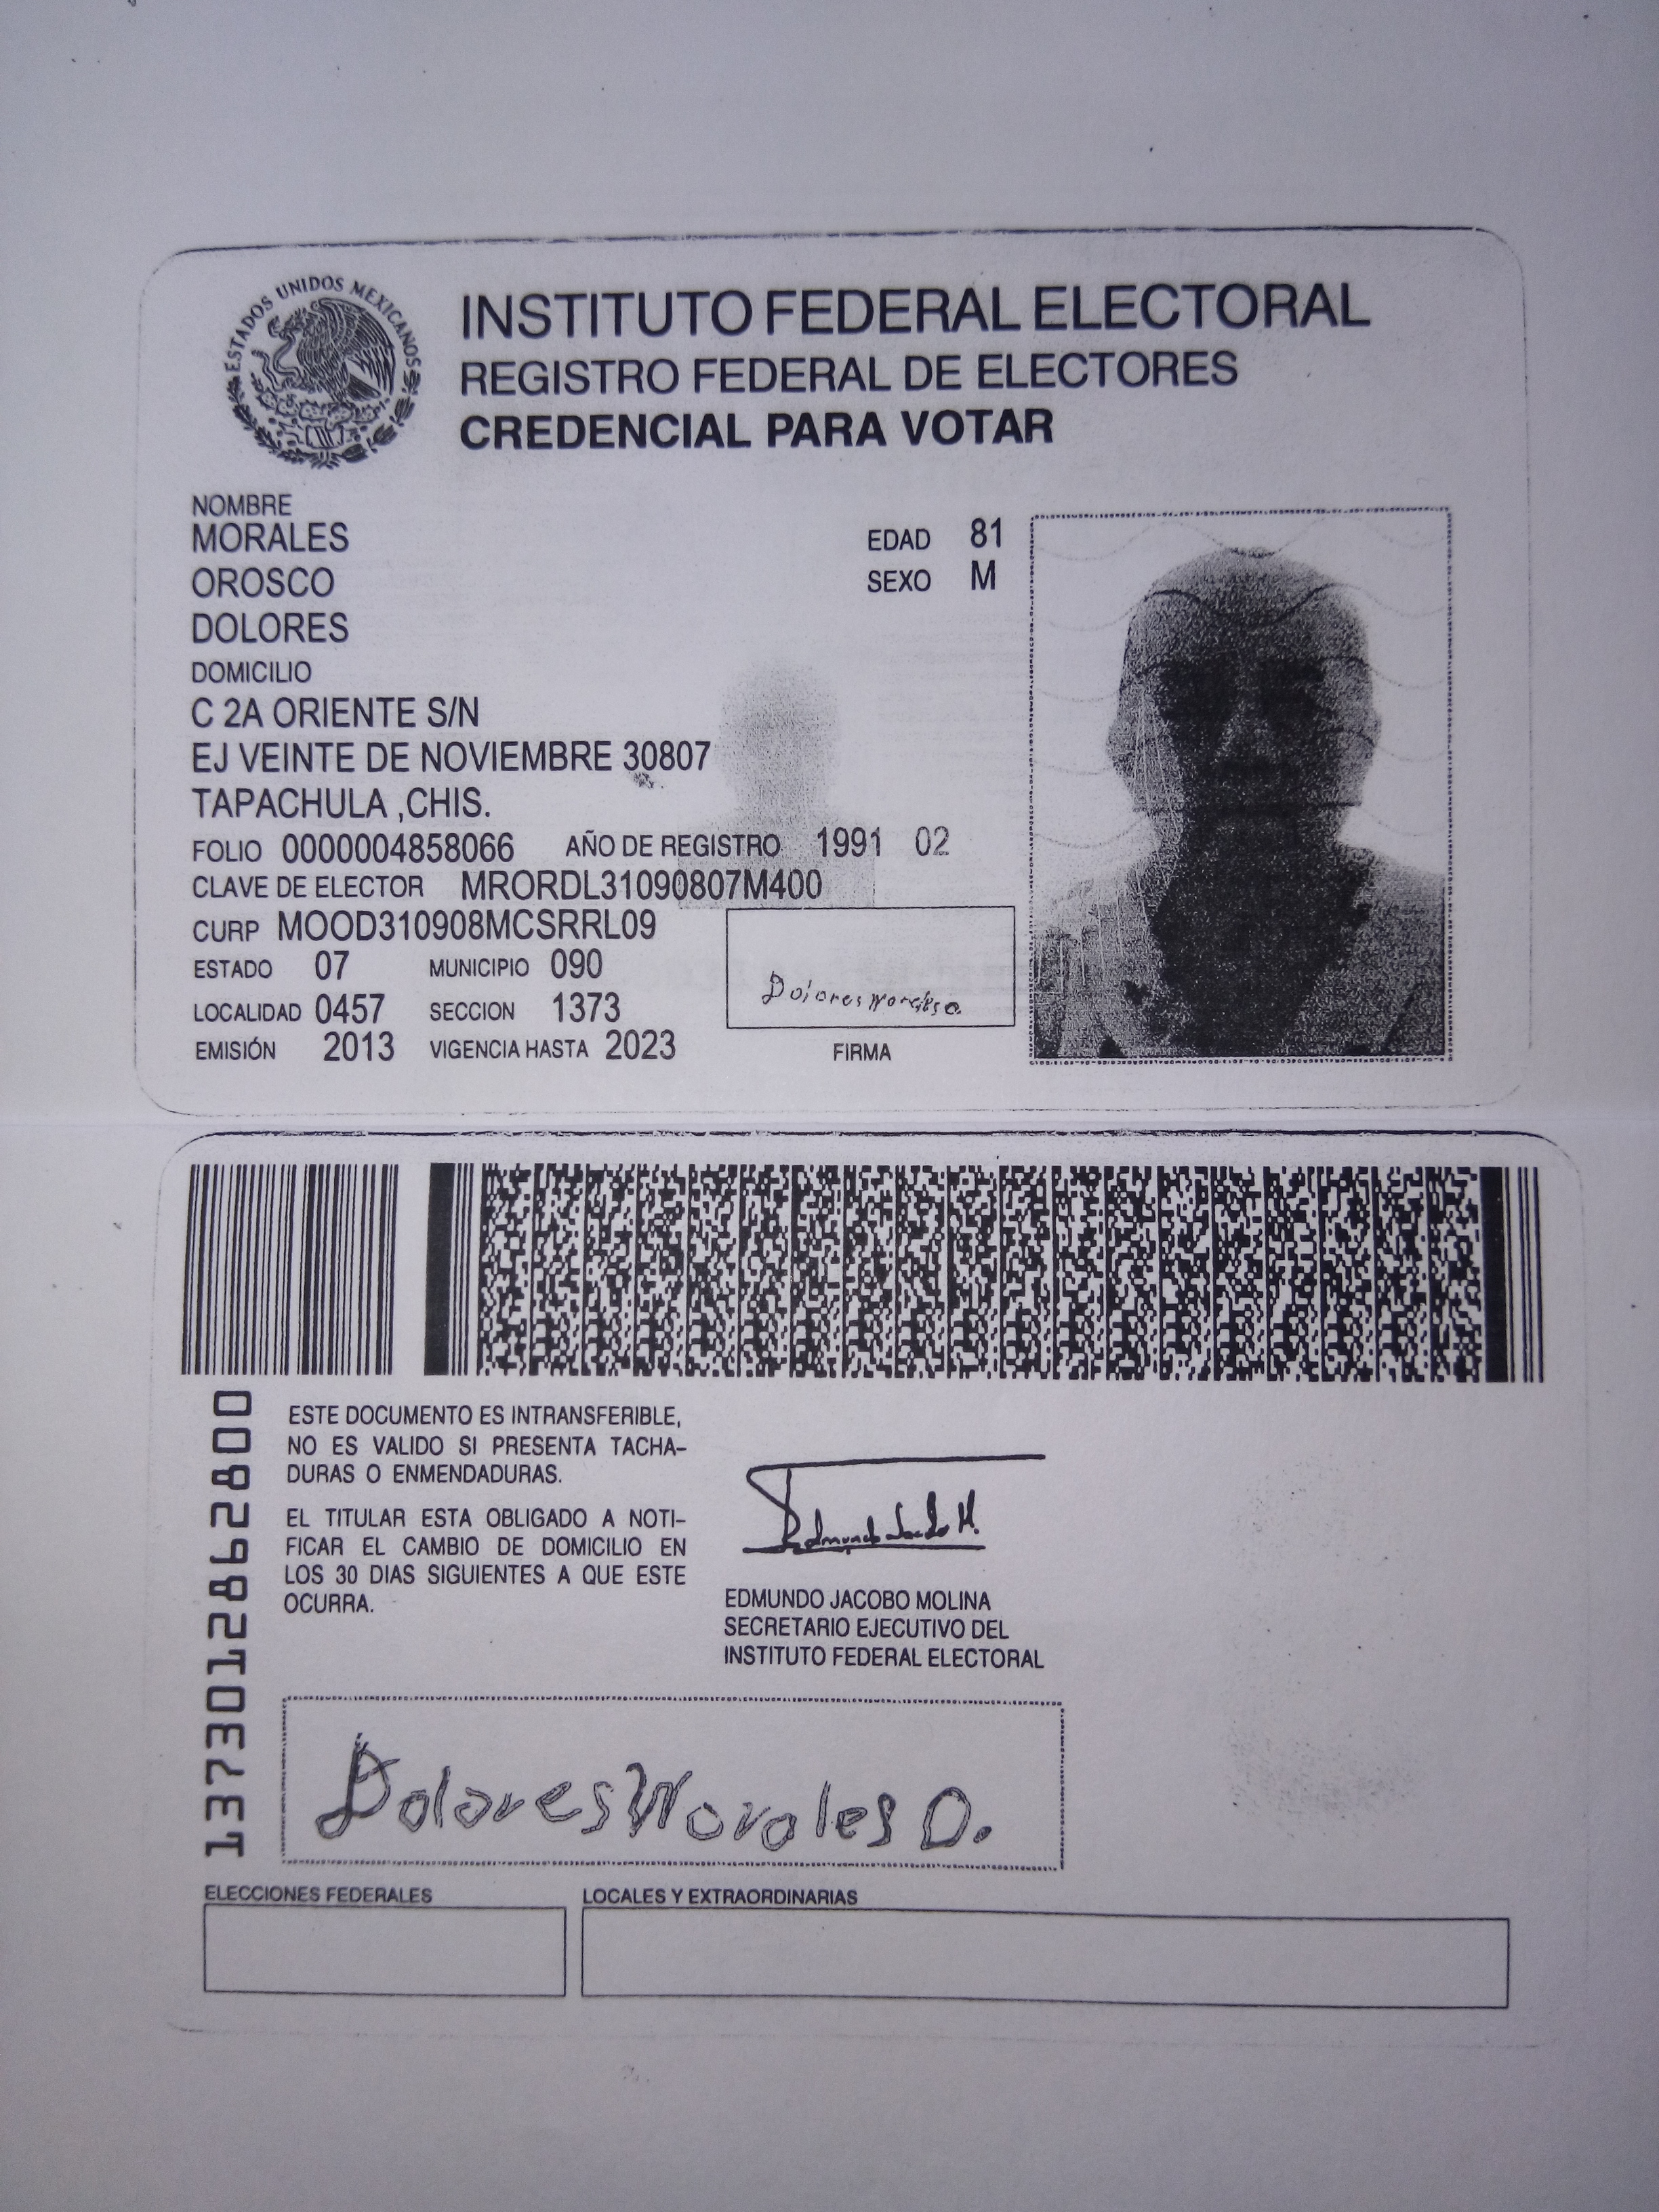 ESTADOS UNIDOS MEXICANOS
INSTITUTO FEDERAL ELECTORAL
REGISTRO FEDERAL DE ELECTORES
CREDENCIAL PARA VOTAR
NOMBRE
MORALES
OROSCO
DOLORES
EDAD 81
SEXO M
DOMICILIO
C 2A ORIENTE S/N
EJ VEINTE DE NOVIEMBRE 30807
TAPACHULA ,CHIS.
FOLIO 0000004858066 AÑO DE REGISTRO 1991 02
CLAVE DE ELECTOR MRORDL31090807M400
CURP MOOD310908MCSRRL09
ESTADO 07 MUNICIPIO 090
LOCALIDAD 0457 SECCION 1373
EMISIÓN 2013 VIGENCIA HASTA 2023
Dolores Morales O.
FIRMA
1373012862800
ESTE DOCUMENTO ES INTRANSFERIBLE,
NO ES VALIDO SI PRESENTA TACHA-
DURAS O ENMENDADURAS.
EL TITULAR ESTA OBLIGADO A NOTI-
FICAR EL CAMBIO DE DOMICILIO EN
LOS 30 DIAS SIGUIENTES A QUE ESTE
OCURRA.
Edmundo Jacobo M.
EDMUNDO JACOBO MOLINA
SECRETARIO EJECUTIVO DEL
INSTITUTO FEDERAL ELECTORAL
Dolores Morales O.
ELECCIONES FEDERALES
LOCALES Y EXTRAORDINARIAS